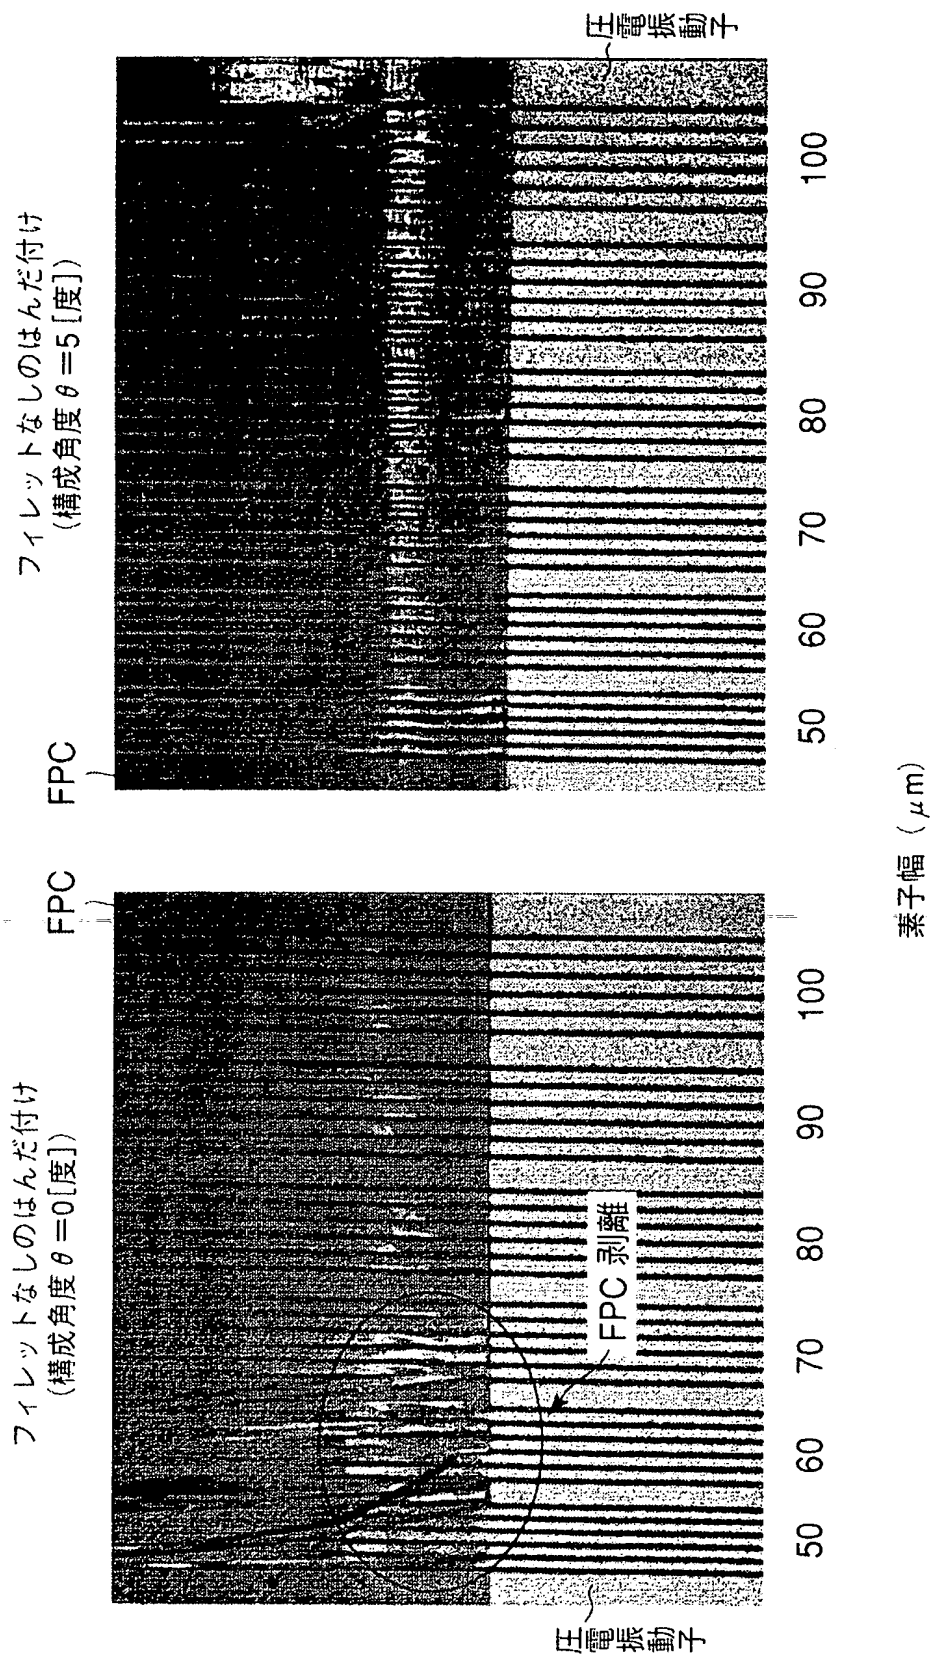 フィレットなしのはんだ付け
(構成角度θ=0[度])
FPC
圧電振動子
FPC 剥離
50 60 70 80 90 100
フィレットなしのはんだ付け
(構成角度θ=5[度])
FPC
圧電振動子
50 60 70 80 90 100
素子幅(μm)